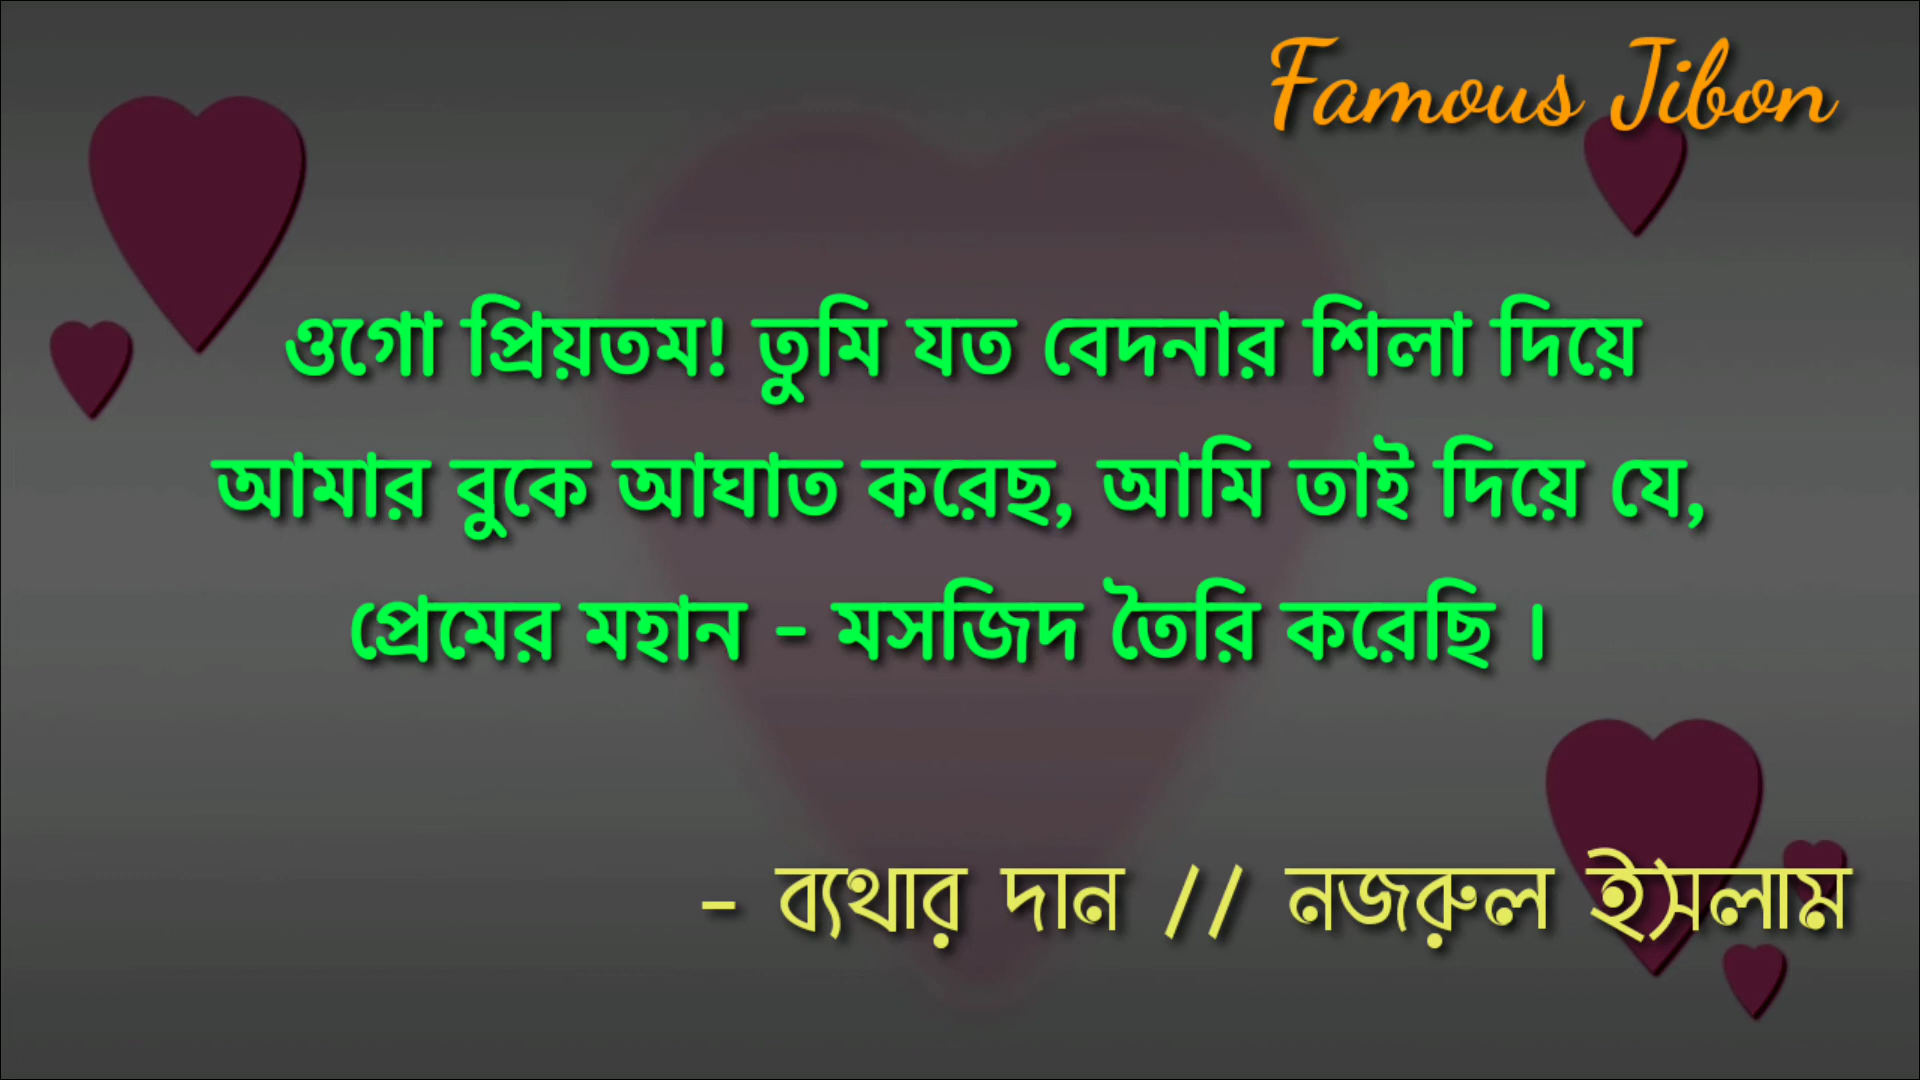 Famous Jibon
ওগো প্রিয়তম! তুমি যত বেদনার শিলা দিয়ে
আমার বুকে আঘাত করেছ, আমি তাই দিয়ে যে,
প্রেমের মহান - মসজিদ তৈরি করেছি ।
- ব্যথার দান // নজরুল ইসলাম